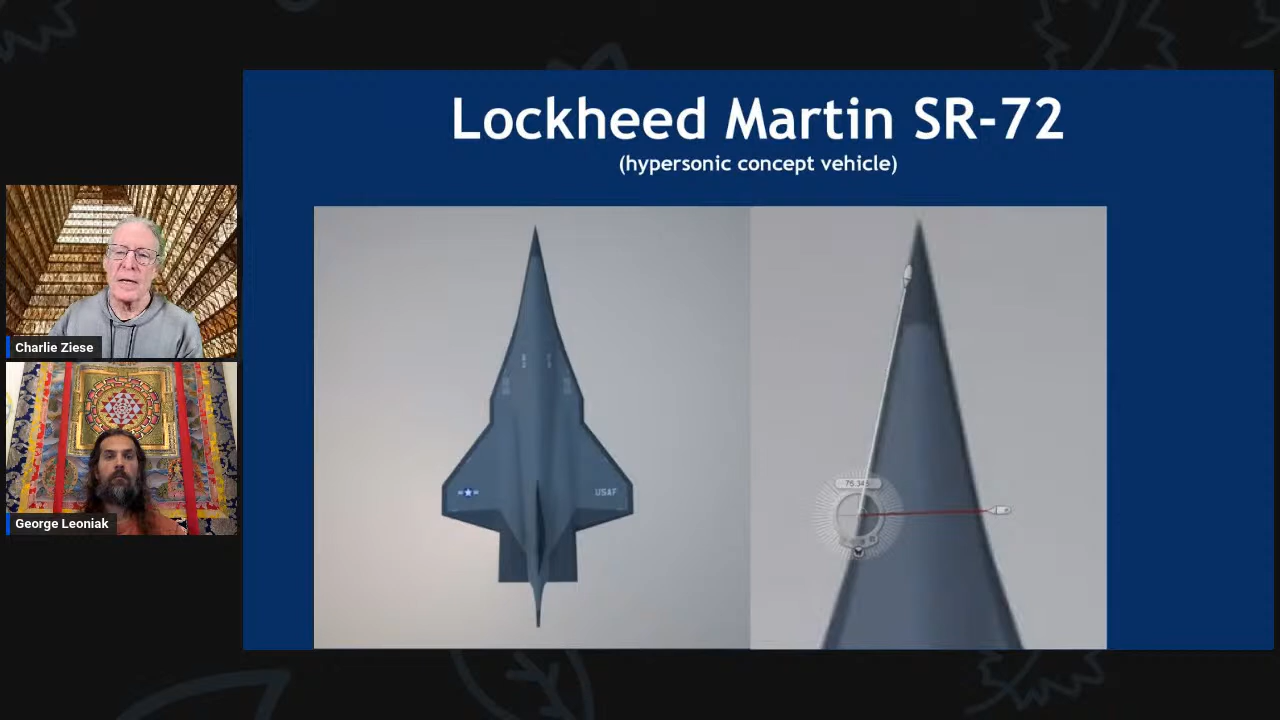 Lockheed Martin SR-72
(hypersonic concept vehicle)
USAF
Charlie Ziese
George Leoniak